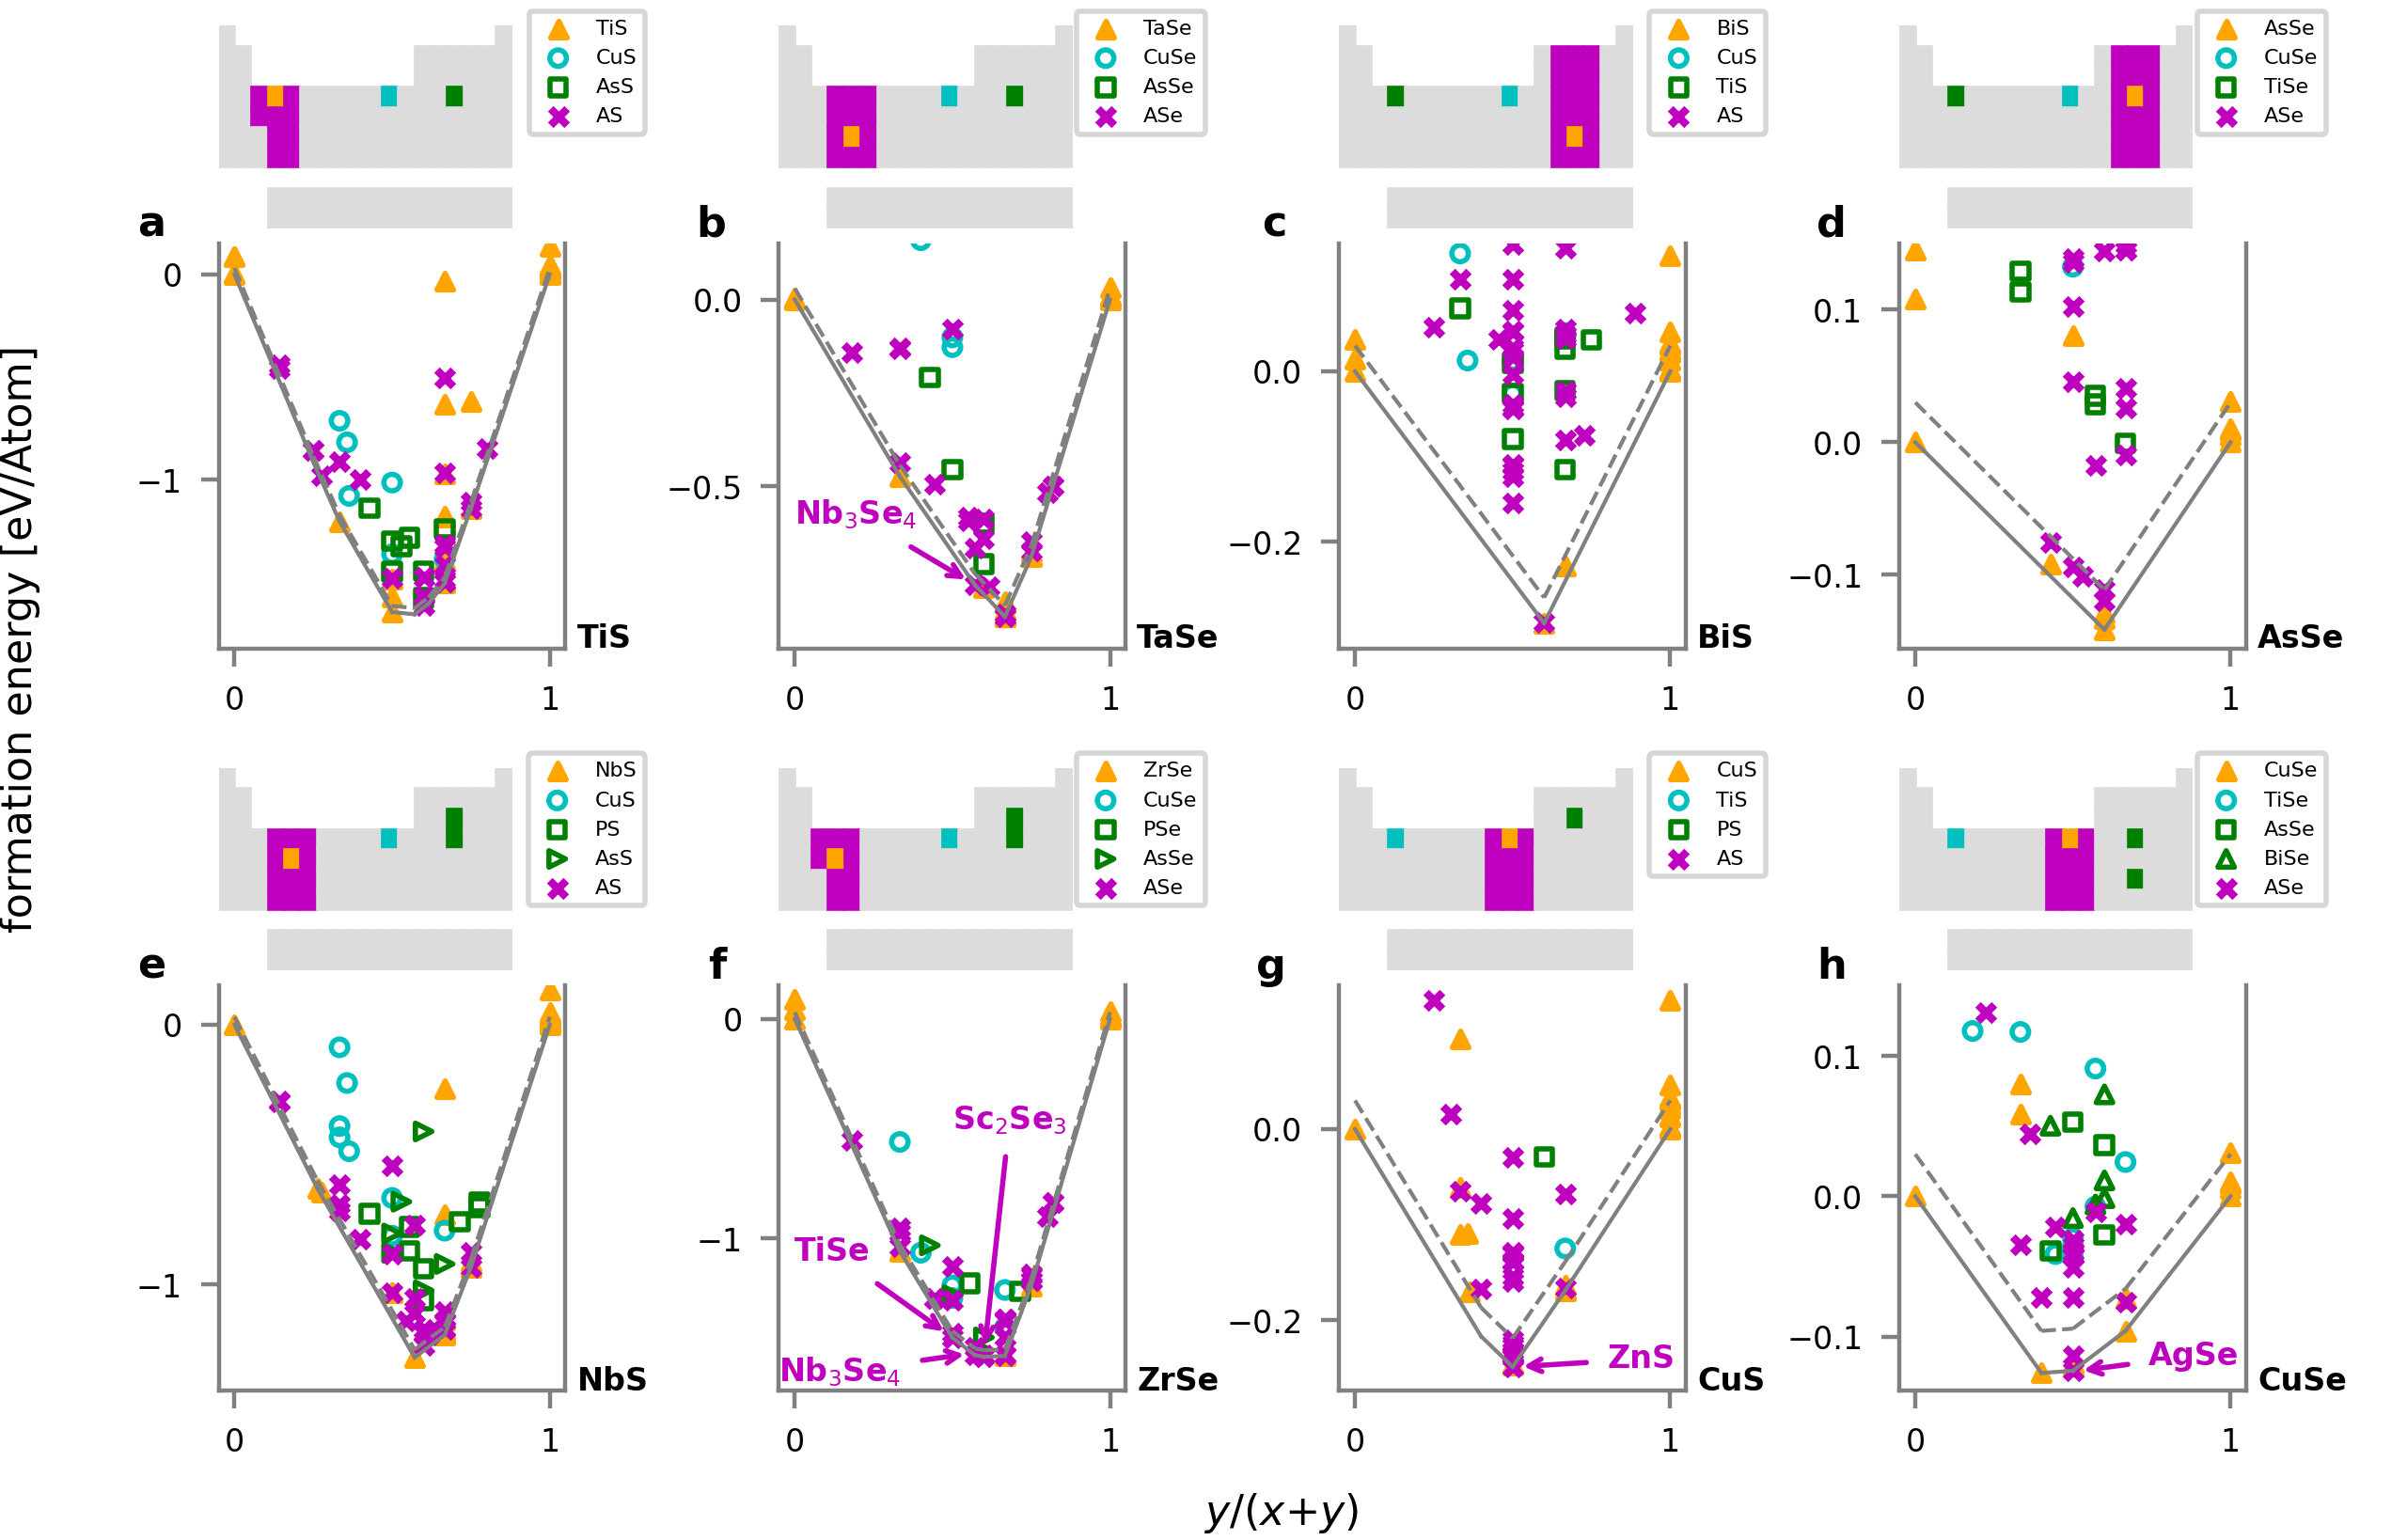 TiS
CuS
AsS
AS
TaSe
CuSe
AsSe
ASe
BiS
CuS
TiS
AS
AsSe
CuSe
TiSe
ASe
a
b
c
d
0
−1
0.0
−0.5
0.0
−0.2
0.1
0.0
−0.1
Nb₃Se₄
TiS
TaSe
BiS
AsSe
0 1
0 1
0 1
0 1
formation energy [eV/Atom]
NbS
CuS
PS
AsS
AS
ZrSe
CuSe
PSe
AsSe
ASe
CuS
TiS
PS
AS
CuSe
TiSe
AsSe
BiSe
ASe
e
f
g
h
0
−1
0
−1
0.0
−0.2
0.1
0.0
−0.1
Sc₂Se₃
TiSe
Nb₃Se₄
ZnS
AgSe
NbS
ZrSe
CuS
CuSe
0 1
0 1
0 1
0 1
y/(x+y)